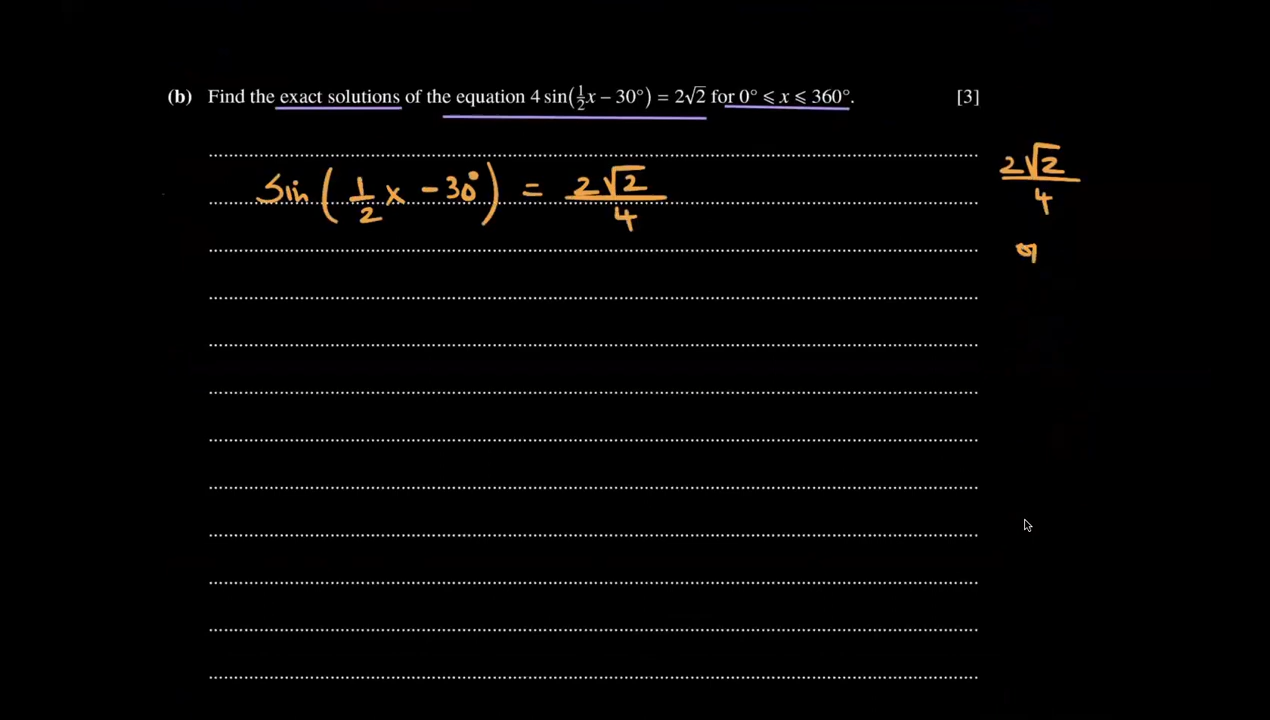 (b) Find the exact solutions of the equation 4 sin(½x − 30°) = 2√2 for 0° ⩽ x ⩽ 360°. [3]
Sin(1/2 x − 30°) = 2√2/4
2√2/4